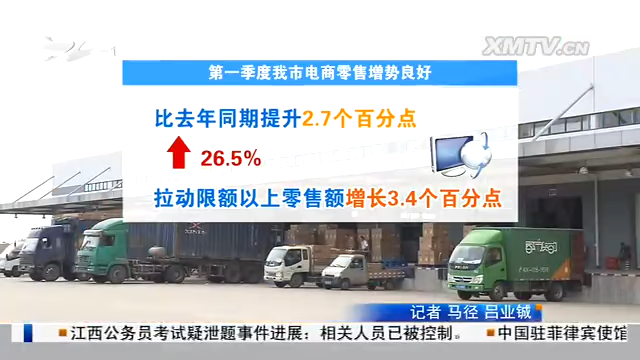 XMTV.CN
第一季度我市电商零售增势良好
比去年同期提升2.7个百分点
26.5%
拉动限额以上零售额增长3.4个百分点
记者 马径 吕业铖
■江西公务员考试疑泄题事件进展：相关人员已被控制。 ■中国驻菲律宾使馆